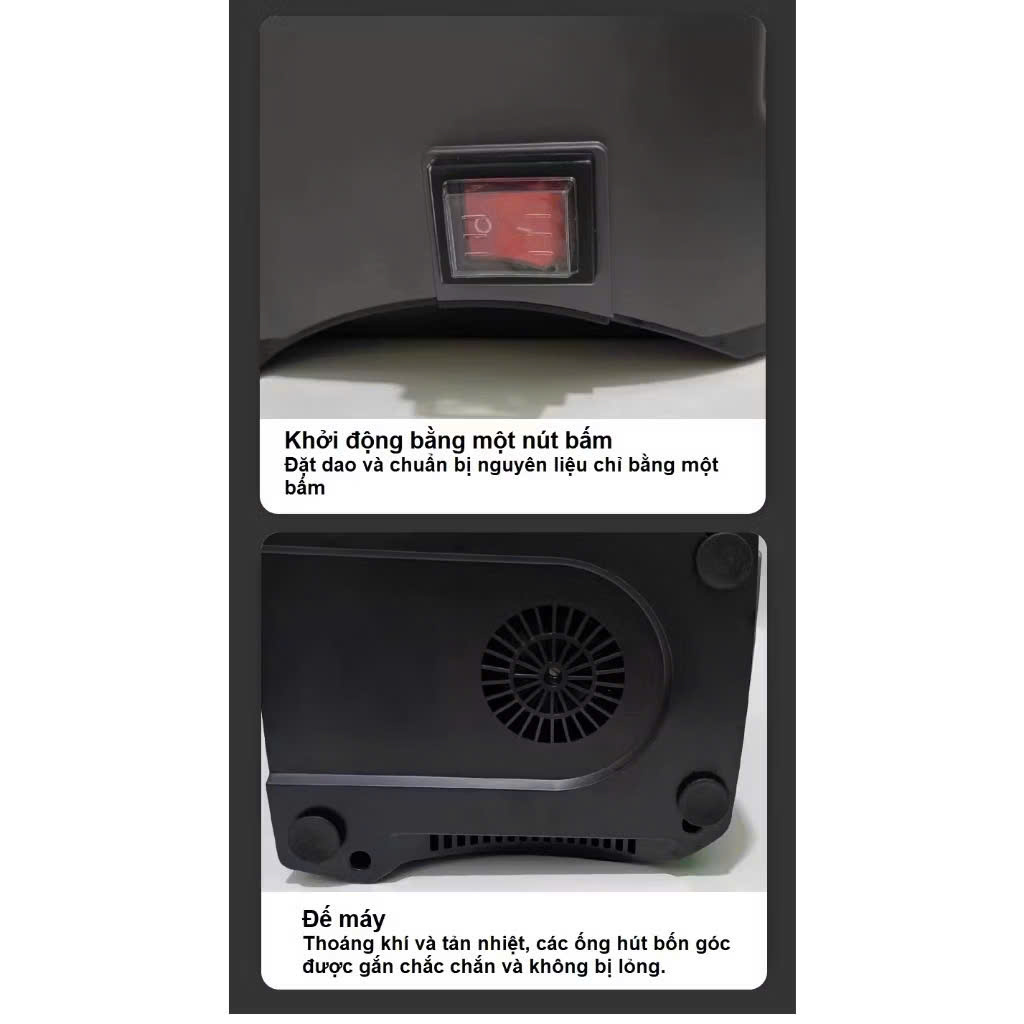 Khởi động bằng một nút bấm
Đặt dao và chuẩn bị nguyên liệu chỉ bằng một
bấm
Đế máy
Thoáng khí và tản nhiệt, các ống hút bốn góc
được gắn chắc chắn và không bị lỏng.